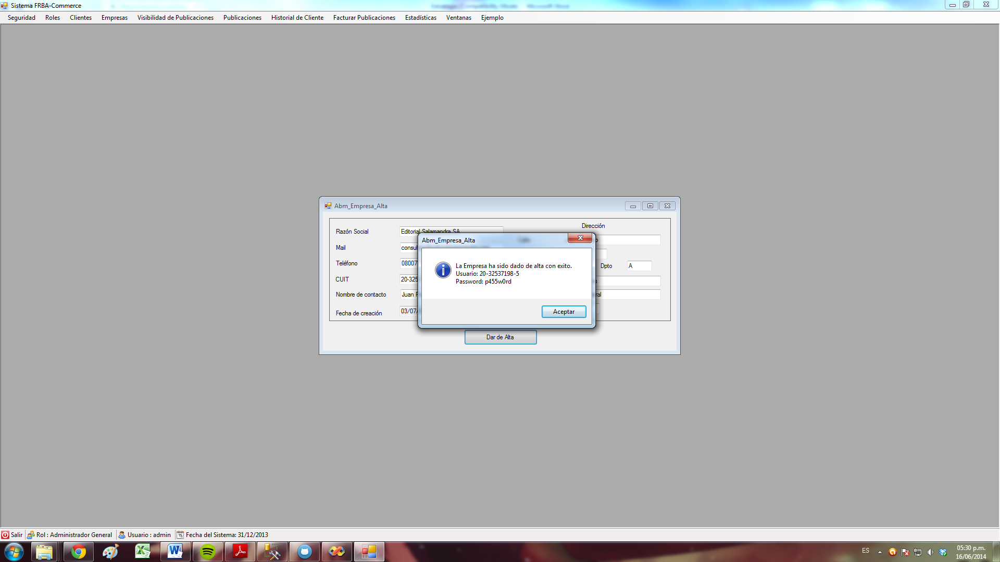 Sistema FRBA-Commerce
Seguridad Roles Clientes Empresas Visibilidad de Publicaciones Publicaciones Historial de Cliente Facturar Publicaciones Estadísticas Ventanas Ejemplo
Abm_Empresa_Alta
Dirección
Razón Social Editorial Salamandra SA
Mail consul
Teléfono 08007
CUIT 20-325
Nombre de contacto Juan
Fecha de creación 03/07/
Dpto A
Abm_Empresa_Alta
La Empresa ha sido dado de alta con exito.
Usuario: 20-32537198-5
Password: p455w0rd
Aceptar
Dar de Alta
Salir Rol : Administrador General Usuario : admin Fecha del Sistema: 31/12/2013
ES
05:30 p.m.
16/06/2014